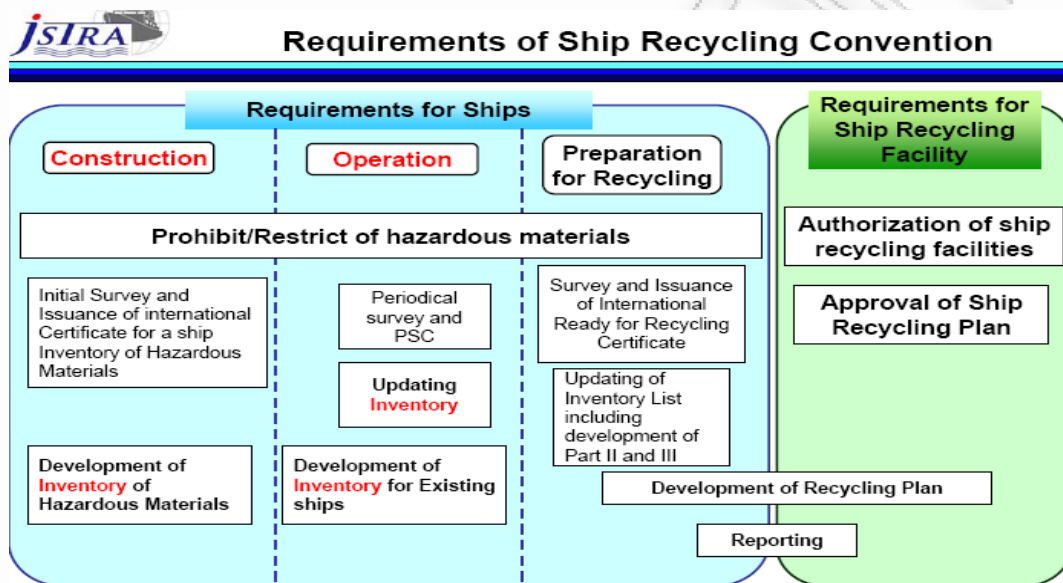 jSTRA
Requirements of Ship Recycling Convention
Requirements for Ships
Requirements for
Ship Recycling
Facility
Construction
Operation
Preparation
for Recycling
Prohibit/Restrict of hazardous materials
Authorization of ship
recycling facilities
Initial Survey and
Issuance of international
Certificate for a ship
Inventory of Hazardous
Materials
Periodical
survey and
PSC
Survey and Issuance
of International
Ready for Recycling
Certificate
Approval of Ship
Recycling Plan
Updating
Inventory
Updating of
Inventory List
including
development of
Part II and III
Development of
Inventory of
Hazardous Materials
Development of
Inventory for Existing
ships
Development of Recycling Plan
Reporting